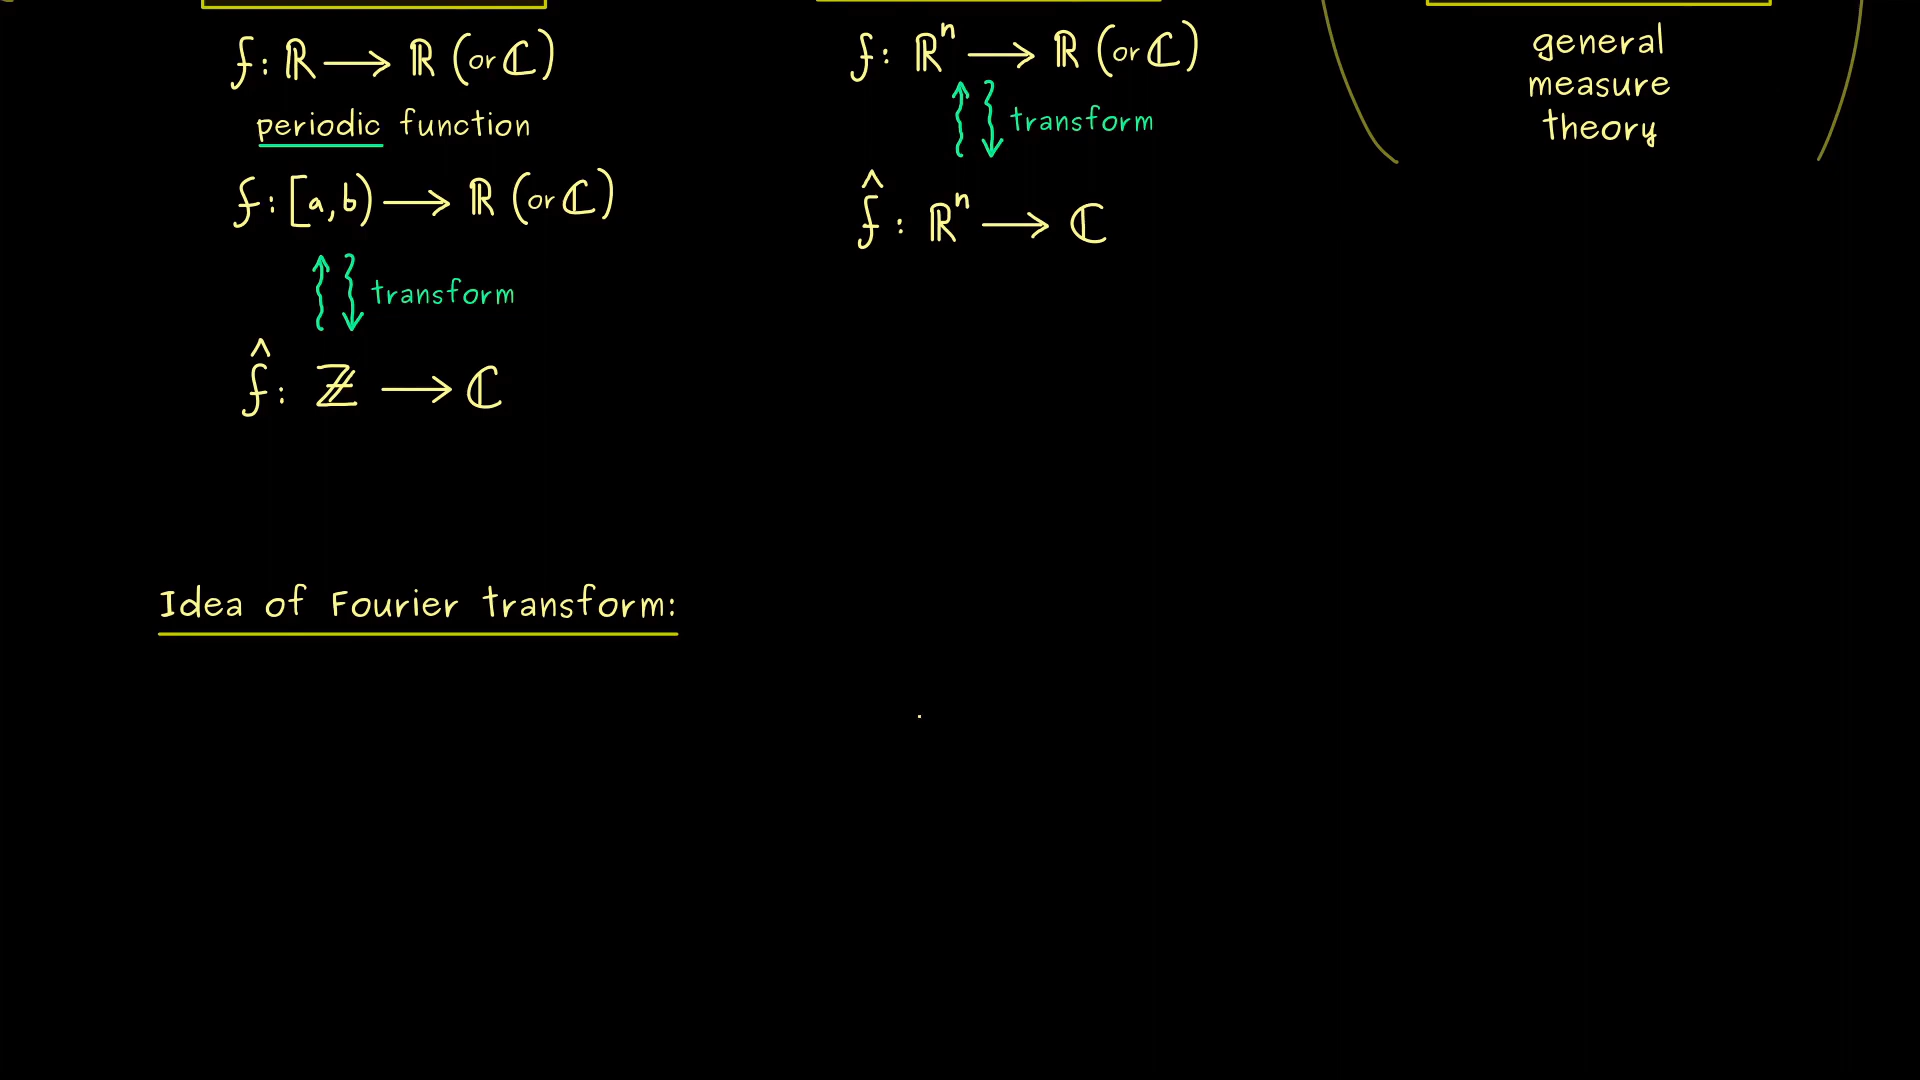 f: ℝ ⟶ ℝ (or ℂ)
periodic function
f: [a,b) ⟶ ℝ (or ℂ)
transform
f̂: ℤ ⟶ ℂ
f: ℝⁿ ⟶ ℝ (or ℂ)
transform
f̂: ℝⁿ ⟶ ℂ
general
measure
theory
Idea of Fourier transform: